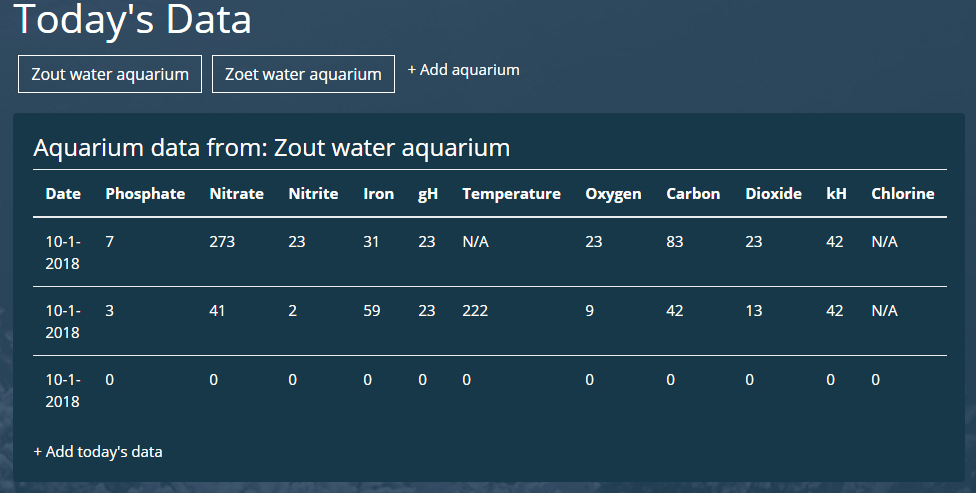 Today's Data
Zout water aquarium Zoet water aquarium + Add aquarium
Aquarium data from: Zout water aquarium
Date Phosphate Nitrate Nitrite Iron gH Temperature Oxygen Carbon Dioxide kH Chlorine
10-1- 7 273 23 31 23 N/A 23 83 23 42 N/A
2018
10-1- 3 41 2 59 23 222 9 42 13 42 N/A
2018
10-1- 0 0 0 0 0 0 0 0 0 0 0
2018
+ Add today's data